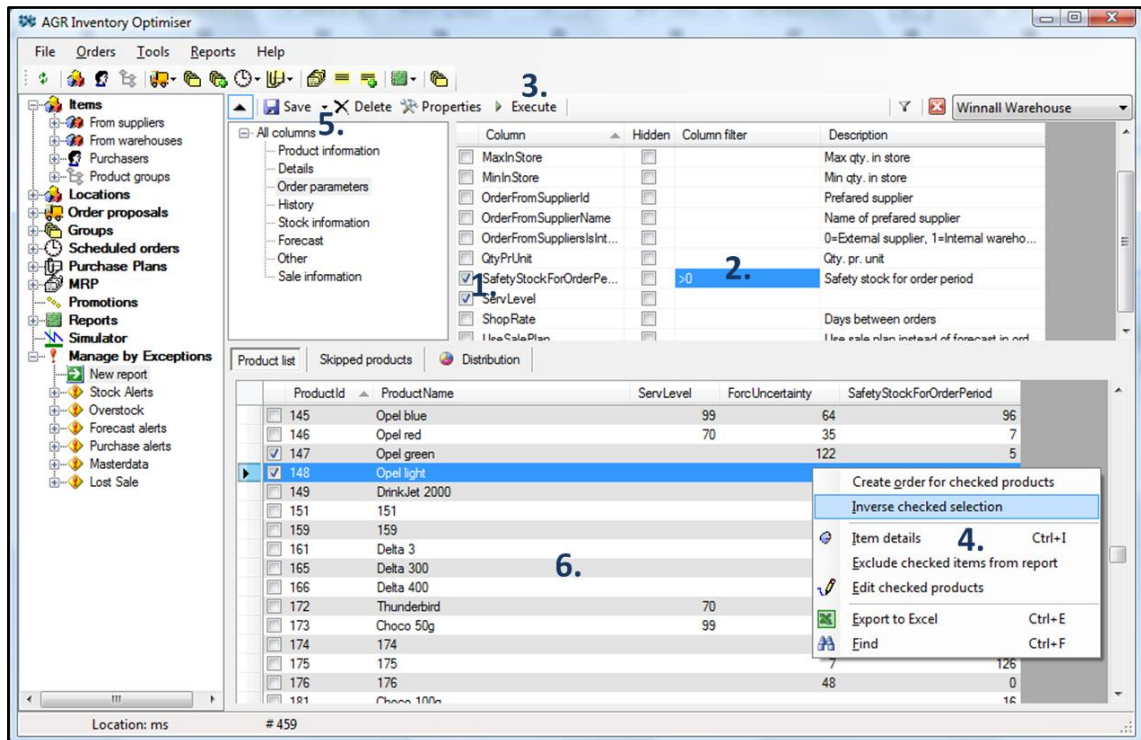 AGR Inventory Optimiser
File Orders Tools Reports Help
3.
Save Delete Properties Execute Winnall Warehouse
5.
Items
From suppliers
From warehouses
Purchasers
Product groups
Locations
Order proposals
Groups
Scheduled orders
Purchase Plans
MRP
Promotions
Reports
Simulator
Manage by Exceptions
New report
Stock Alerts
Overstock
Forecast alerts
Purchase alerts
Masterdata
Lost Sale
All columns
Product information
Details
Order parameters
History
Stock information
Forecast
Other
Sale information
Column Hidden Column filter Description
MaxInStore Max qty. in store
MinInStore Min qty. in store
OrderFromSupplierId Prefared supplier
OrderFromSupplierName Name of prefared supplier
OrderFromSuppliersIsInt... 0=External supplier, 1=Internal wareho...
QtyPrUnit Qty. pr. unit
2.
SafetyStockForOrderPe... >0 Safety stock for order period
1.
ServLevel
ShopRate Days between orders
UseSalePlan Use sale plan instead of forecast in ord
Product list Skipped products Distribution
ProductId ProductName ServLevel ForcUncertainty SafetyStockForOrderPeriod
145 Opel blue 99 64 96
146 Opel red 70 35 7
147 Opel green 122 5
148 Opel light
149 DrinkJet 2000
151 151
159 159
161 Delta 3
165 Delta 300
6.
166 Delta 400
172 Thunderbird 70
173 Choco 50g 99
174 174
175 175 7 126
176 176 48 0
181 Choco 100g 16
Create order for checked products
Inverse checked selection
4.
Item details Ctrl+I
Exclude checked items from report
Edit checked products
Export to Excel Ctrl+E
Find Ctrl+F
Location: ms # 459